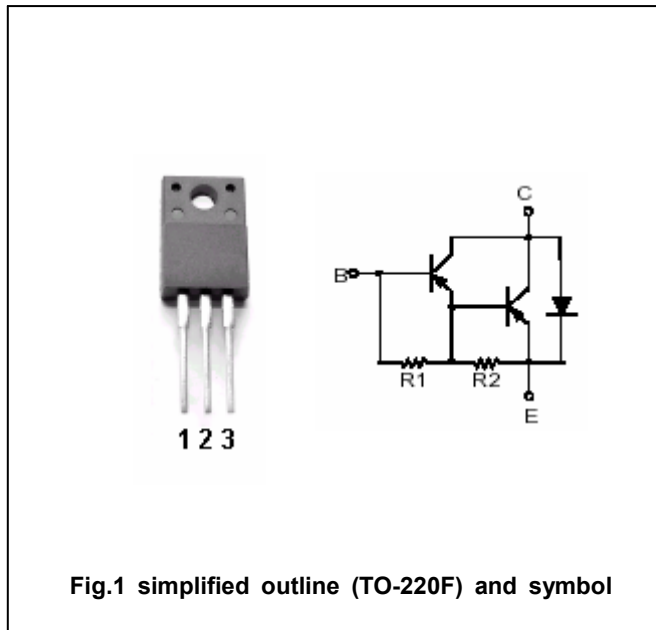 C
B
R1 R2
E
1 2 3
Fig.1 simplified outline (TO-220F) and symbol